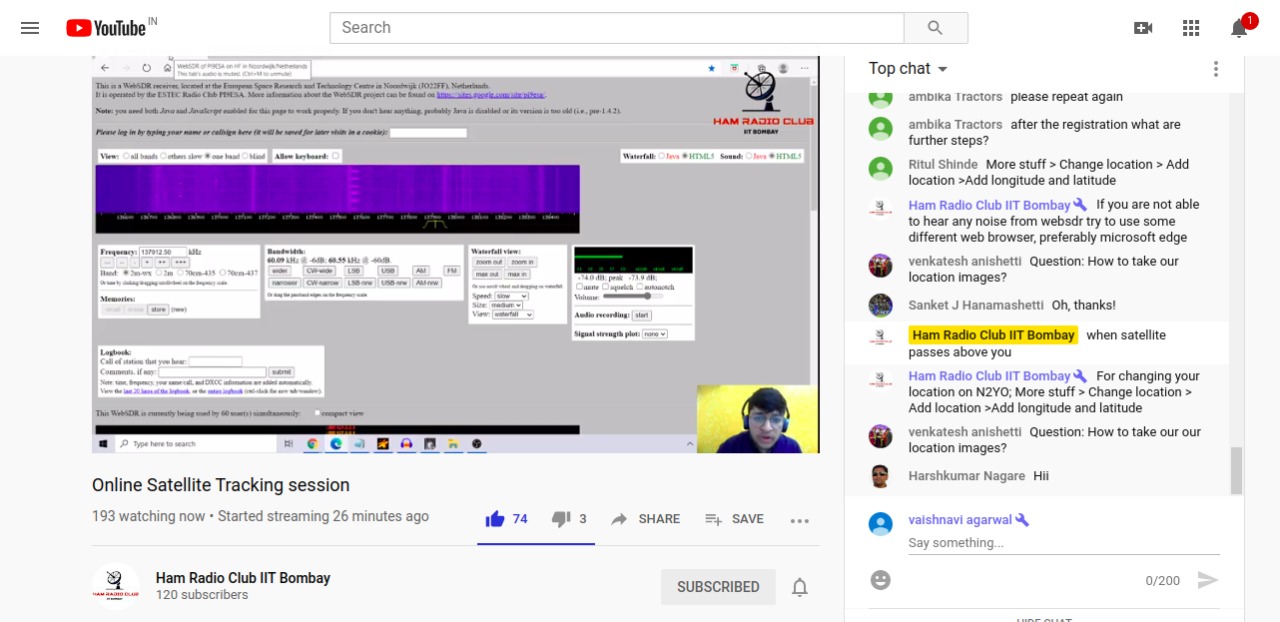 YouTube IN
Search
1
WebSDR of PI9ESA on HF in Noordwijk/Netherlands
This tab's audio is muted. (Ctrl+M to unmute)
This is a WebSDR receiver, located at the European Space Research and Technology Centre in Noordwijk (JO22FF), Netherlands.
It is operated by the ESTEC Radio Club PI9ESA. More information about the WebSDR project can be found on https://sites.google.com/site/pi9esa/.
Note: you need both Java and JavaScript enabled for this page to work properly. If you don't hear anything, probably Java is disabled or its version is too old (i.e., pre-1.4.2).
HAM RADIO CLUB
IIT BOMBAY
Please log in by typing your name or callsign here (it will be saved for later visits in a cookie):
View: all bands others slow one band blind Allow keyboard:
Waterfall: Java HTML5 Sound: Java HTML5
Frequency: 137912.50 kHz
-- - + ++ +++
Band: 2m-wx 2m 70cm-435 70cm-437
Or tune by clicking/dragging/scrollwheel on the frequency scale.
Memories:
store (new)
Bandwidth:
60.09 kHz @ -6dB; 60.55 kHz @ -60dB.
wider CW-wide LSB USB AM FM
narrower CW-narrow LSB-nrw USB-nrw AM-nrw
Or drag the passband edges on the frequency scale.
Waterfall view:
zoom out zoom in
max out max in
Or use scroll wheel and dragging on waterfall.
Speed: slow
Size: medium
View: waterfall
-74.0 dB; peak -73.9 dB;
mute squelch autonotch
Volume:
Audio recording: start
Signal strength plot: none
Logbook:
Call of station that you hear:
Comments, if any: submit
Note: time, frequency, your name/call, and DXCC information are added automatically.
View the last 20 lines of the logbook, or the entire logbook (red-click for new tab/window).
This WebSDR is currently being used by 60 user(s) simultaneously: compact view
Type here to search
Online Satellite Tracking session
193 watching now • Started streaming 26 minutes ago
74
3
SHARE
SAVE
HAM RADIO CLUB
Ham Radio Club IIT Bombay
120 subscribers
SUBSCRIBED
Top chat
ambika Tractors please repeat again
ambika Tractors after the registration what are
further steps?
Ritul Shinde More stuff > Change location > Add
location >Add longitude and latitude
Ham Radio Club IIT Bombay If you are not able
to hear any noise from websdr try to use some
different web browser, preferably microsoft edge
venkatesh anishetti Question: How to take our
location images?
Sanket J Hanamashetti Oh, thanks!
Ham Radio Club IIT Bombay when satellite
passes above you
Ham Radio Club IIT Bombay For changing your
location on N2YO; More stuff > Change location >
Add location >Add longitude and latitude
venkatesh anishetti Question: How to take our our
location images?
Harshkumar Nagare Hii
vaishnavi agarwal
Say something...
0/200
HIDE CHAT